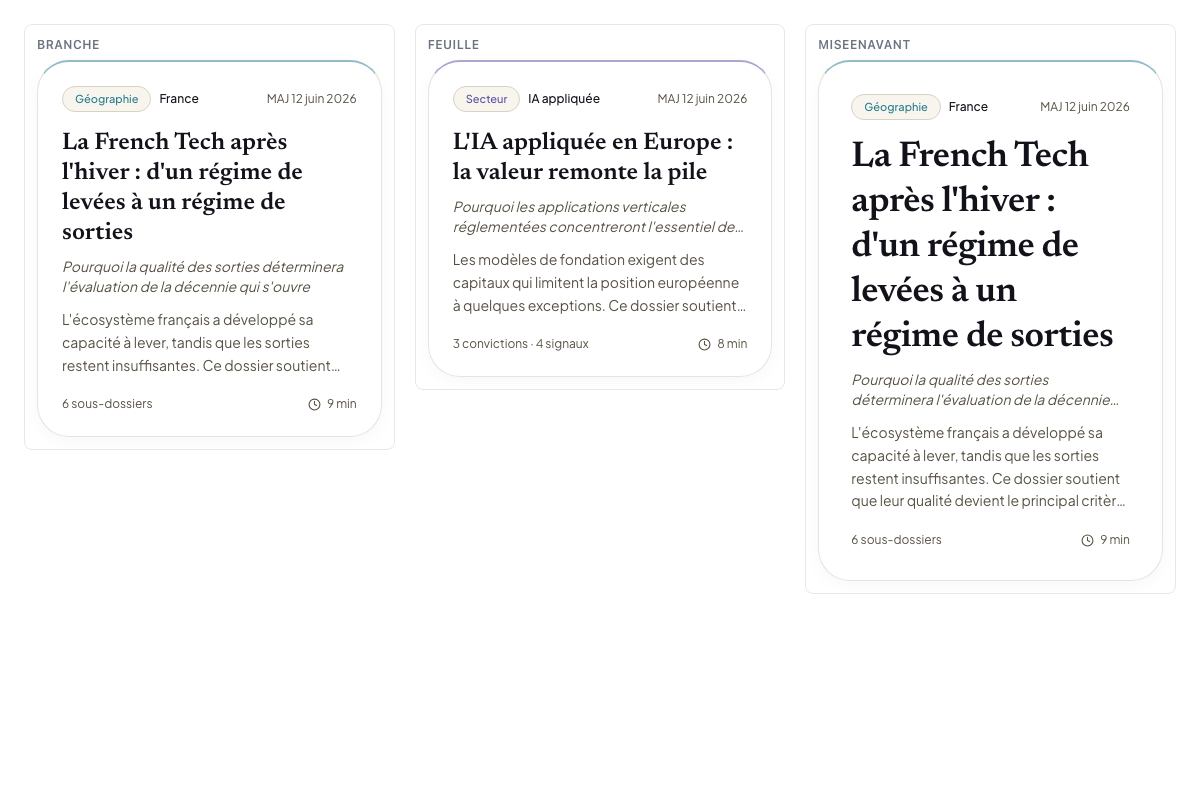 BRANCHE
Géographie France MAJ 12 juin 2026
La French Tech après
l'hiver : d'un régime de
levées à un régime de
sorties
Pourquoi la qualité des sorties déterminera
l'évaluation de la décennie qui s'ouvre
L'écosystème français a développé sa
capacité à lever, tandis que les sorties
restent insuffisantes. Ce dossier soutient…
6 sous-dossiers 9 min
FEUILLE
Secteur IA appliquée MAJ 12 juin 2026
L'IA appliquée en Europe :
la valeur remonte la pile
Pourquoi les applications verticales
réglementées concentreront l'essentiel de…
Les modèles de fondation exigent des
capitaux qui limitent la position européenne
à quelques exceptions. Ce dossier soutient…
3 convictions · 4 signaux 8 min
MISEENAVANT
Géographie France MAJ 12 juin 2026
La French Tech
après l'hiver :
d'un régime de
levées à un
régime de sorties
Pourquoi la qualité des sorties
déterminera l'évaluation de la décennie…
L'écosystème français a développé sa
capacité à lever, tandis que les sorties
restent insuffisantes. Ce dossier soutient
que leur qualité devient le principal critèr…
6 sous-dossiers 9 min